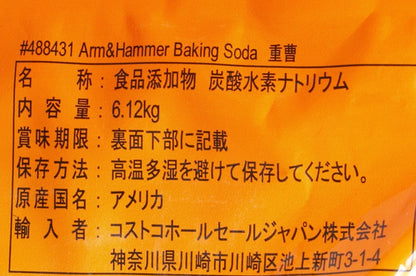 #488431 Arm&Hammer Baking Soda 重曹
名称：食品添加物 炭酸水素ナトリウム
内容量：6.12kg
賞味期限：裏面下部に記載
保存方法：高温多湿を避けて保存してください。
原産国名：アメリカ
輸入者：コストコホールセールジャパン株式会社
神奈川県川崎市川崎区池上新町3-1-4